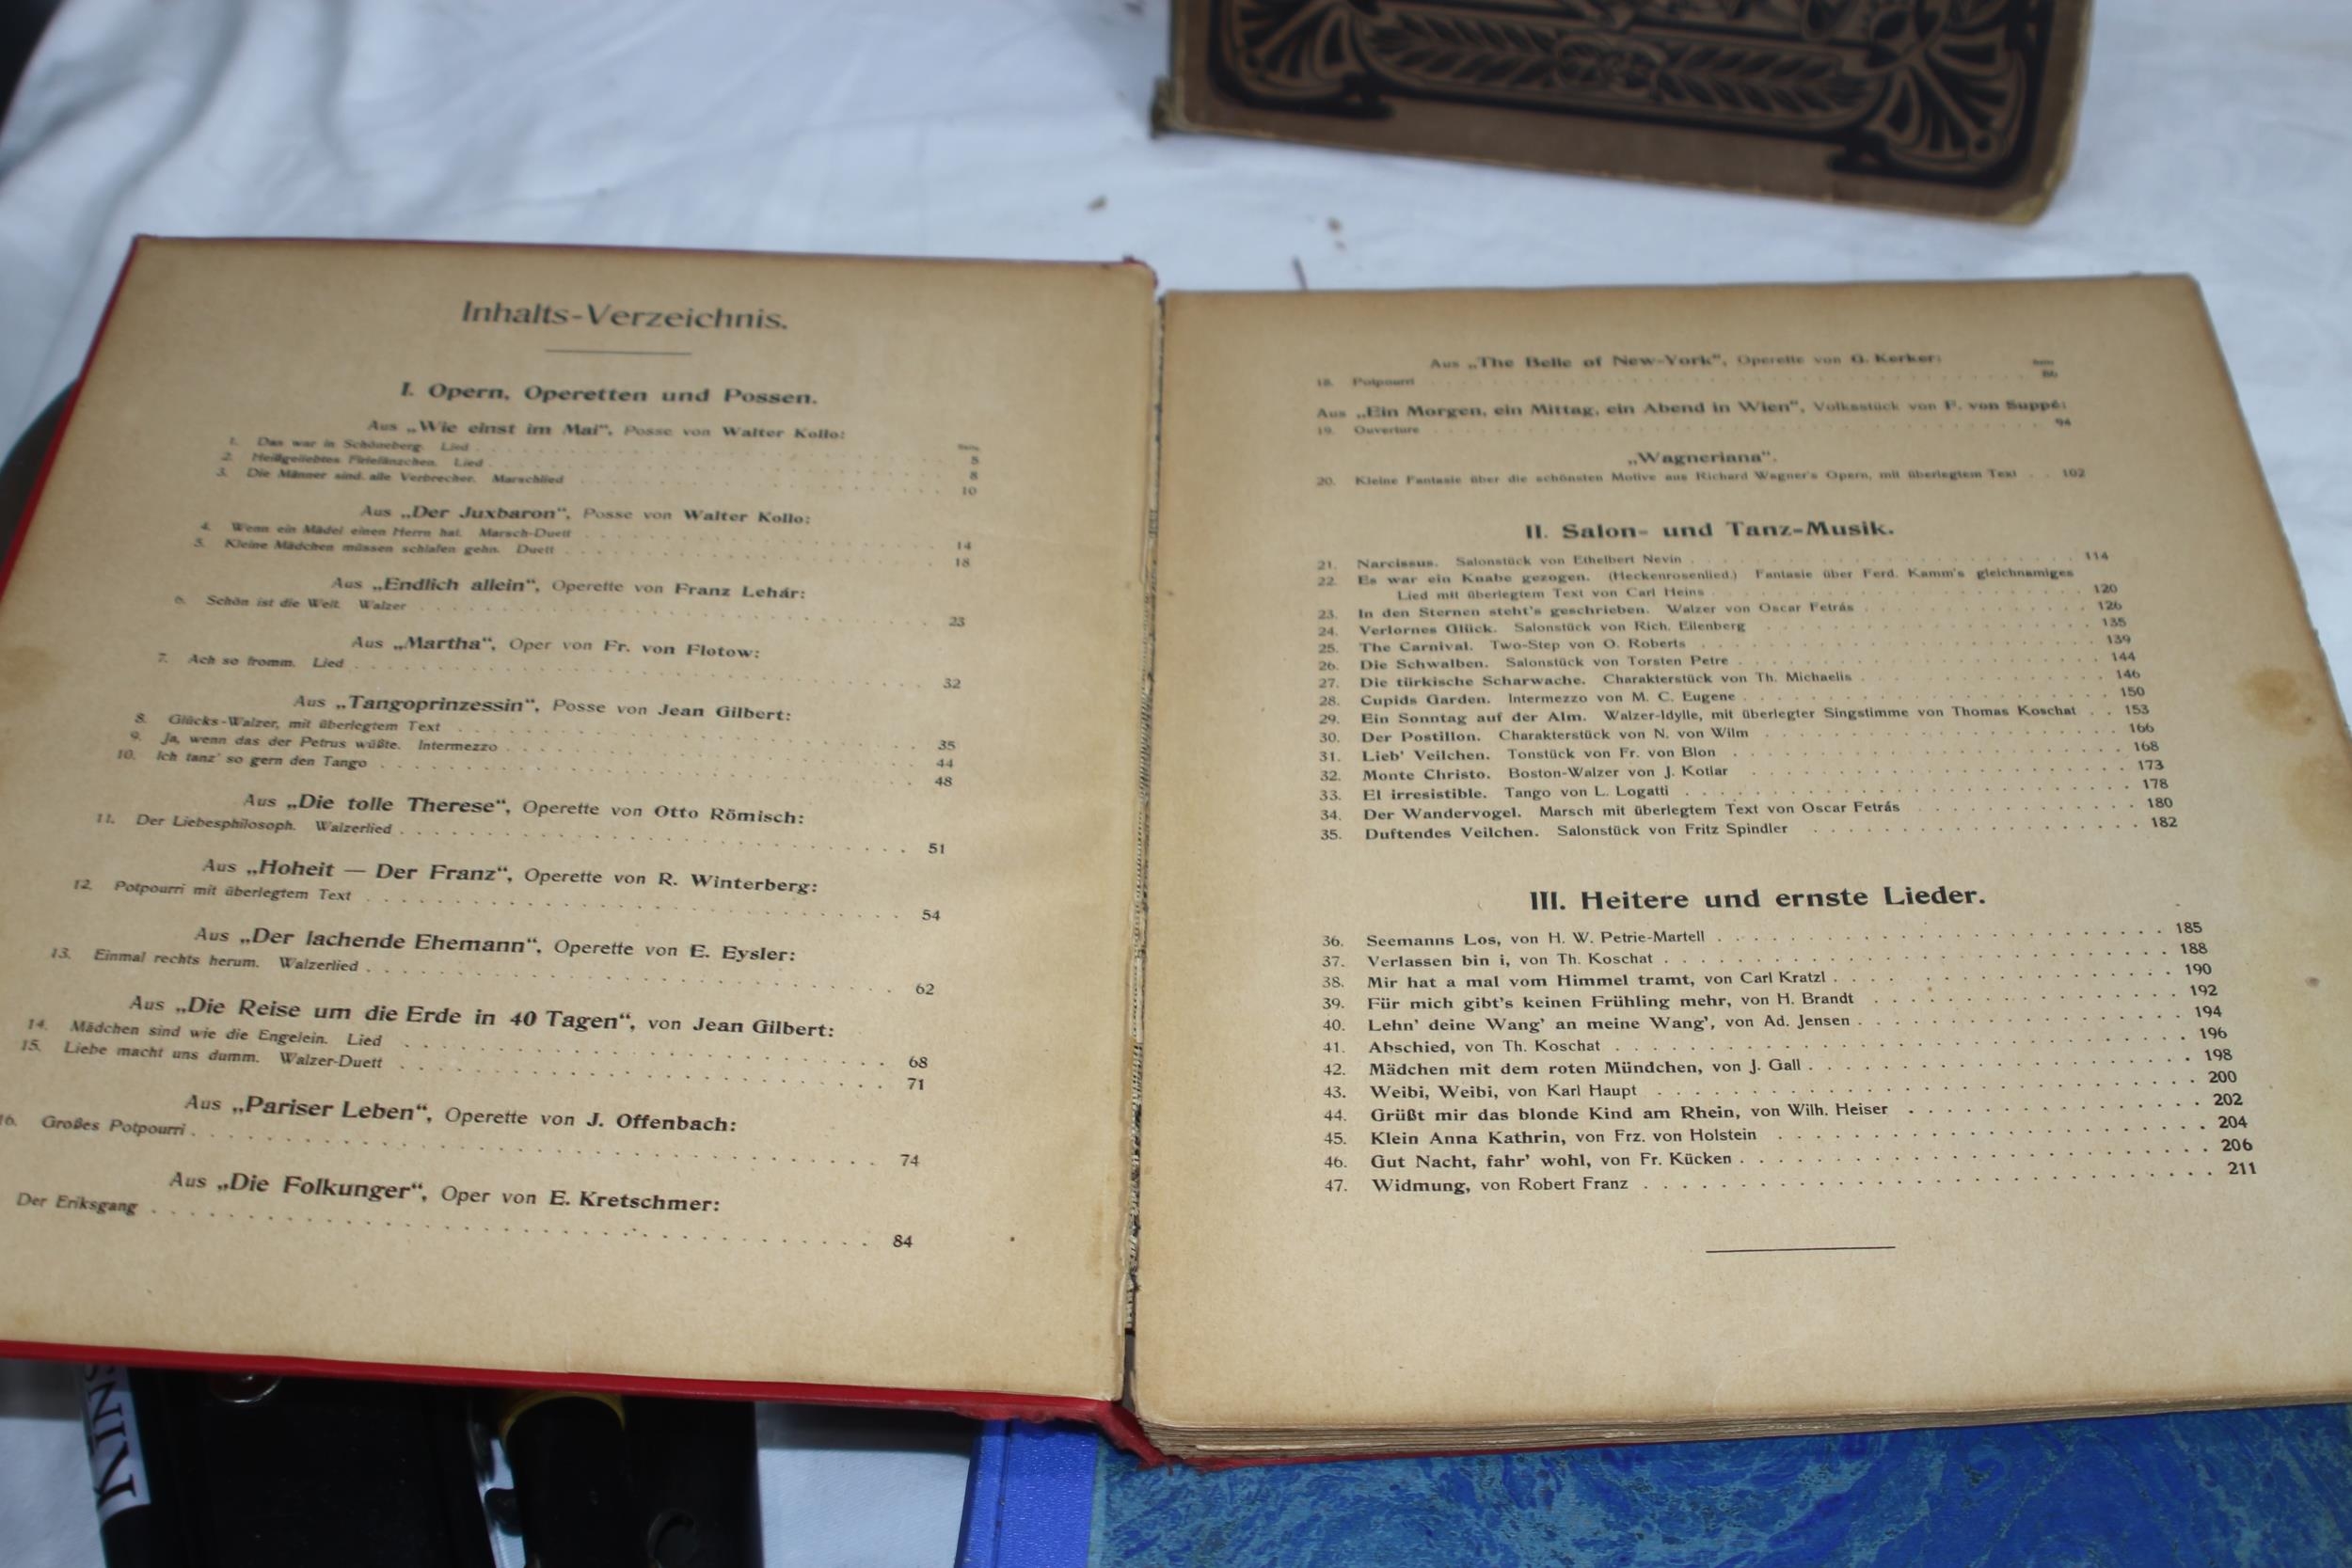 Inhalts-Verzeichnis.
I. Opern, Operetten und Possen.
Aus „Wie einst im Mai“, Posse von Walter Kollo:
Seite
1. Das war in Schöneberg. Lied . . . 5
2. Heißgeliebtes Firlefänzchen. Lied . . . 8
3. Die Männer sind alle Verbrecher. Marschlied . . . 10
Aus „Der Juxbaron“, Posse von Walter Kollo:
4. Wenn ein Mädel einen Herrn hat. Marsch-Duett . . . 14
5. Kleine Mädchen müssen schlafen gehn. Duett . . . 18
Aus „Endlich allein“, Operette von Franz Lehár:
6. Schön ist die Welt. Walzer . . . 23
Aus „Martha“, Oper von Fr. von Flotow:
7. Ach so fromm. Lied . . . 32
Aus „Tangoprinzessin“, Posse von Jean Gilbert:
8. Glücks-Walzer, mit überlegtem Text . . . 35
9. Ja, wenn das der Petrus wüßte. Intermezzo . . . 44
10. Ich tanz' so gern den Tango . . . 48
Aus „Die tolle Therese“, Operette von Otto Römisch:
11. Der Liebesphilosoph. Walzerlied . . . 51
Aus „Hoheit — Der Franz“, Operette von R. Winterberg:
12. Potpourri mit überlegtem Text . . . 54
Aus „Der lachende Ehemann“, Operette von E. Eysler:
13. Einmal rechts herum. Walzerlied . . . 62
Aus „Die Reise um die Erde in 40 Tagen“, von Jean Gilbert:
14. Mädchen sind wie die Engelein. Lied . . . 68
15. Liebe macht uns dumm. Walzer-Duett . . . 71
Aus „Pariser Leben“, Operette von J. Offenbach:
16. Großes Potpourri . . . 74
Aus „Die Folkunger“, Oper von E. Kretschmer:
Der Eriksgang . . . 84
Aus „The Belle of New-York“, Operette von G. Kerker:
Seite
18. Potpourri . . . 86
Aus „Ein Morgen, ein Mittag, ein Abend in Wien“, Volksstück von F. von Suppé:
19. Ouverture . . . 94
„Wagneriana“.
20. Kleine Fantasie über die schönsten Motive aus Richard Wagner's Opern, mit überlegtem Text . . 102
II. Salon- und Tanz-Musik.
21. Narcissus. Salonstück von Ethelbert Nevin . . . 114
22. Es war ein Knabe gezogen. (Heckenrosenlied.) Fantasie über Ferd. Kamm's gleichnamiges
Lied mit überlegtem Text von Carl Heins . . . 120
23. In den Sternen steht's geschrieben. Walzer von Oscar Fetrás . . . 126
24. Verlornes Glück. Salonstück von Rich. Eilenberg . . . 135
25. The Carnival. Two-Step von O. Roberts . . . 139
26. Die Schwalben. Salonstück von Torsten Petre . . . 144
27. Die türkische Scharwache. Charakterstück von Th. Michaelis . . . 146
28. Cupids Garden. Intermezzo von M. C. Eugene . . . 150
29. Ein Sonntag auf der Alm. Walzer-Idylle, mit überlegter Singstimme von Thomas Koschat . . 153
30. Der Postillon. Charakterstück von N. von Wilm . . . 166
31. Lieb' Veilchen. Tonstück von Fr. von Blon . . . 168
32. Monte Christo. Boston-Walzer von J. Kotlar . . . 173
33. El irresistible. Tango von L. Logatti . . . 178
34. Der Wandervogel. Marsch mit überlegtem Text von Oscar Fetrás . . . 180
35. Duftendes Veilchen. Salonstück von Fritz Spindler . . . 182
III. Heitere und ernste Lieder.
36. Seemanns Los, von H. W. Petrie-Martell . . . 185
37. Verlassen bin i, von Th. Koschat . . . 188
38. Mir hat a mal vom Himmel tramt, von Carl Kratzl . . . 190
39. Für mich gibt's keinen Frühling mehr, von H. Brandt . . . 192
40. Lehn' deine Wang' an meine Wang', von Ad. Jensen . . . 194
41. Abschied, von Th. Koschat . . . 196
42. Mädchen mit dem roten Mündchen, von J. Gall . . . 198
43. Weibi, Weibi, von Karl Haupt . . . 200
44. Grüßt mir das blonde Kind am Rhein, von Wilh. Heiser . . . 202
45. Klein Anna Kathrin, von Frz. von Holstein . . . 204
46. Gut Nacht, fahr' wohl, von Fr. Kücken . . . 206
47. Widmung, von Robert Franz . . . 211
KINS